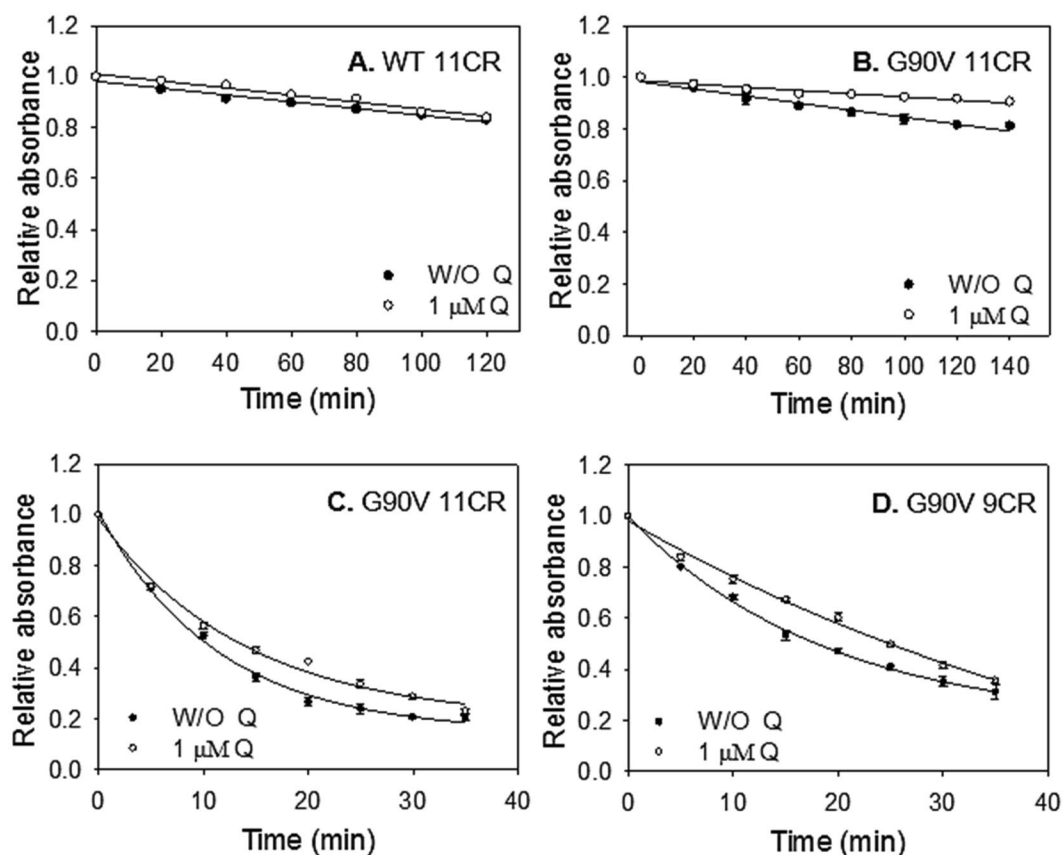 A. WT 11CR
Relative absorbance
1.2
1.0
0.8
0.6
0.4
0.2
0.0
W/O Q
1 μM Q
0 20 40 60 80 100 120
Time (min)
B. G90V 11CR
Relative absorbance
1.2
1.0
0.8
0.6
0.4
0.2
0.0
W/O Q
1 μM Q
0 20 40 60 80 100 120 140
Time (min)
C. G90V 11CR
Relative absorbance
1.2
1.0
0.8
0.6
0.4
0.2
0.0
W/O Q
1 μM Q
0 10 20 30 40
Time (min)
D. G90V 9CR
Relative absorbance
1.2
1.0
0.8
0.6
0.4
0.2
0.0
W/O Q
1 μM Q
0 10 20 30 40
Time (min)